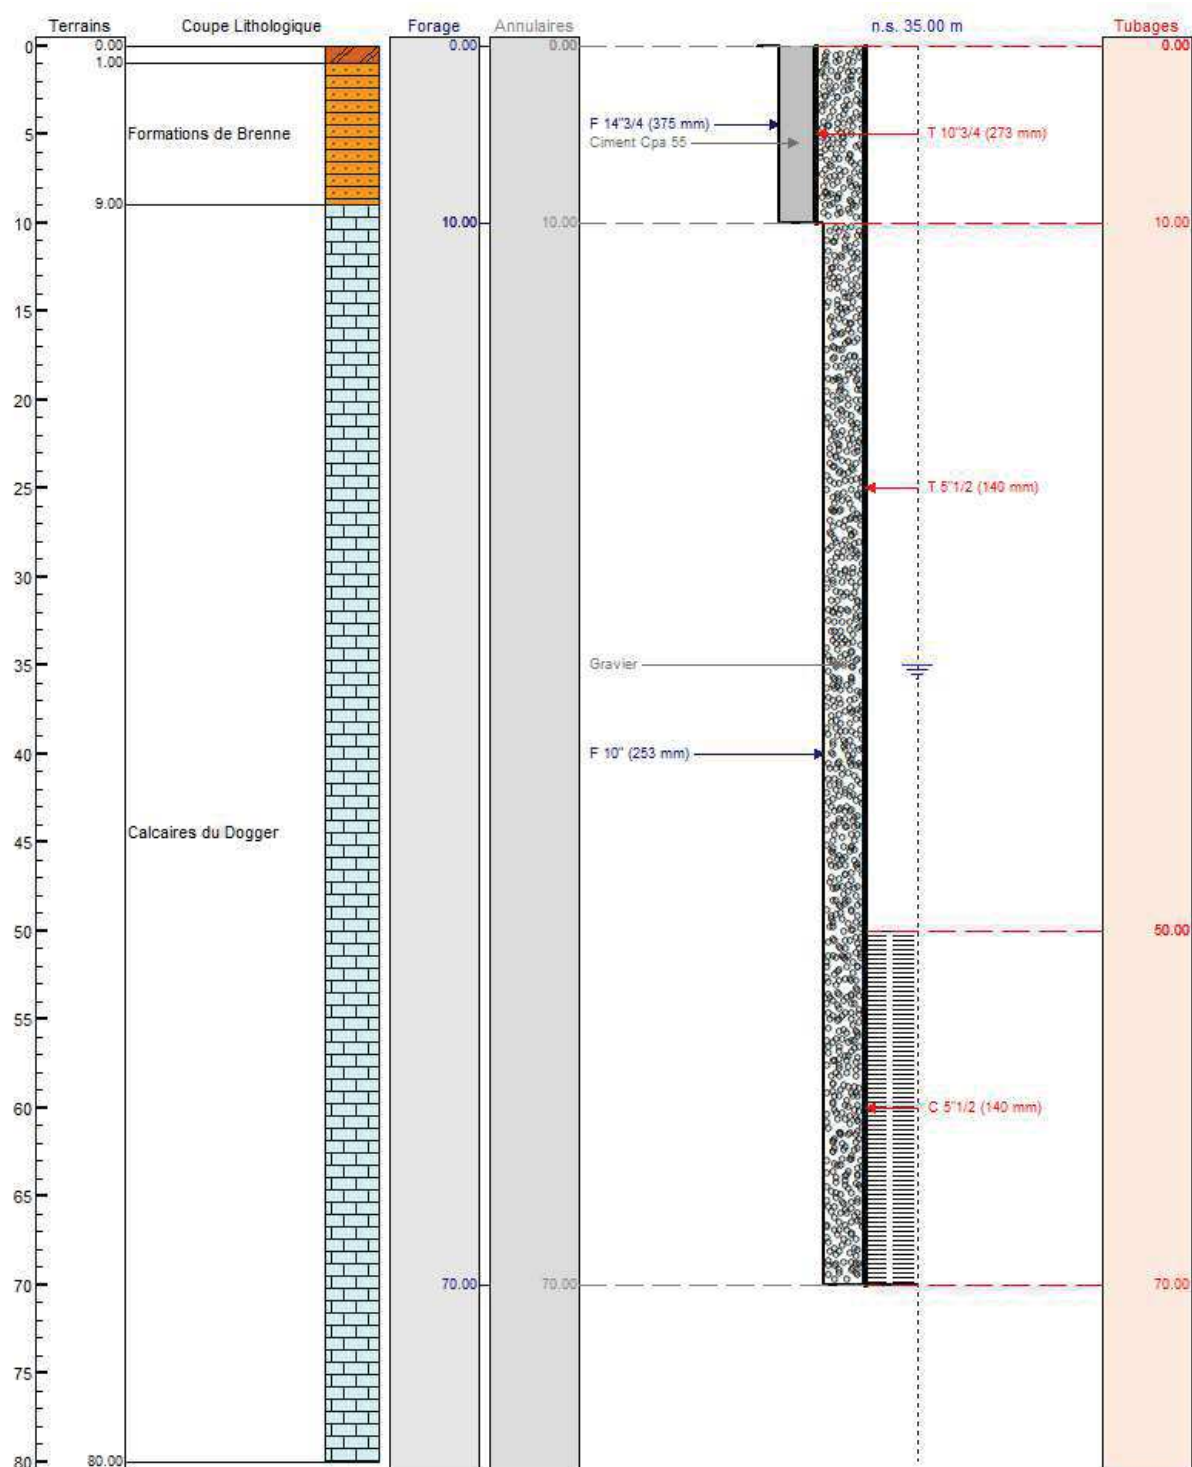 Terrains Coupe Lithologique Forage Annulaires n.s. 35.00 m Tubages
0 0.00 0.00 0.00 0.00
1.00
F 14"3/4 (375 mm)
5 Formations de Brenne T 10"3/4 (273 mm)
Ciment Cpa 55
9.00
10 10.00 10.00 10.00
15
20
25 T 5"1/2 (140 mm)
30
35 Gravier
40 F 10" (253 mm)
Calcaires du Dogger
45
50 50.00
55
60 C 5"1/2 (140 mm)
65
70 70.00 70.00 70.00
75
80 80.00